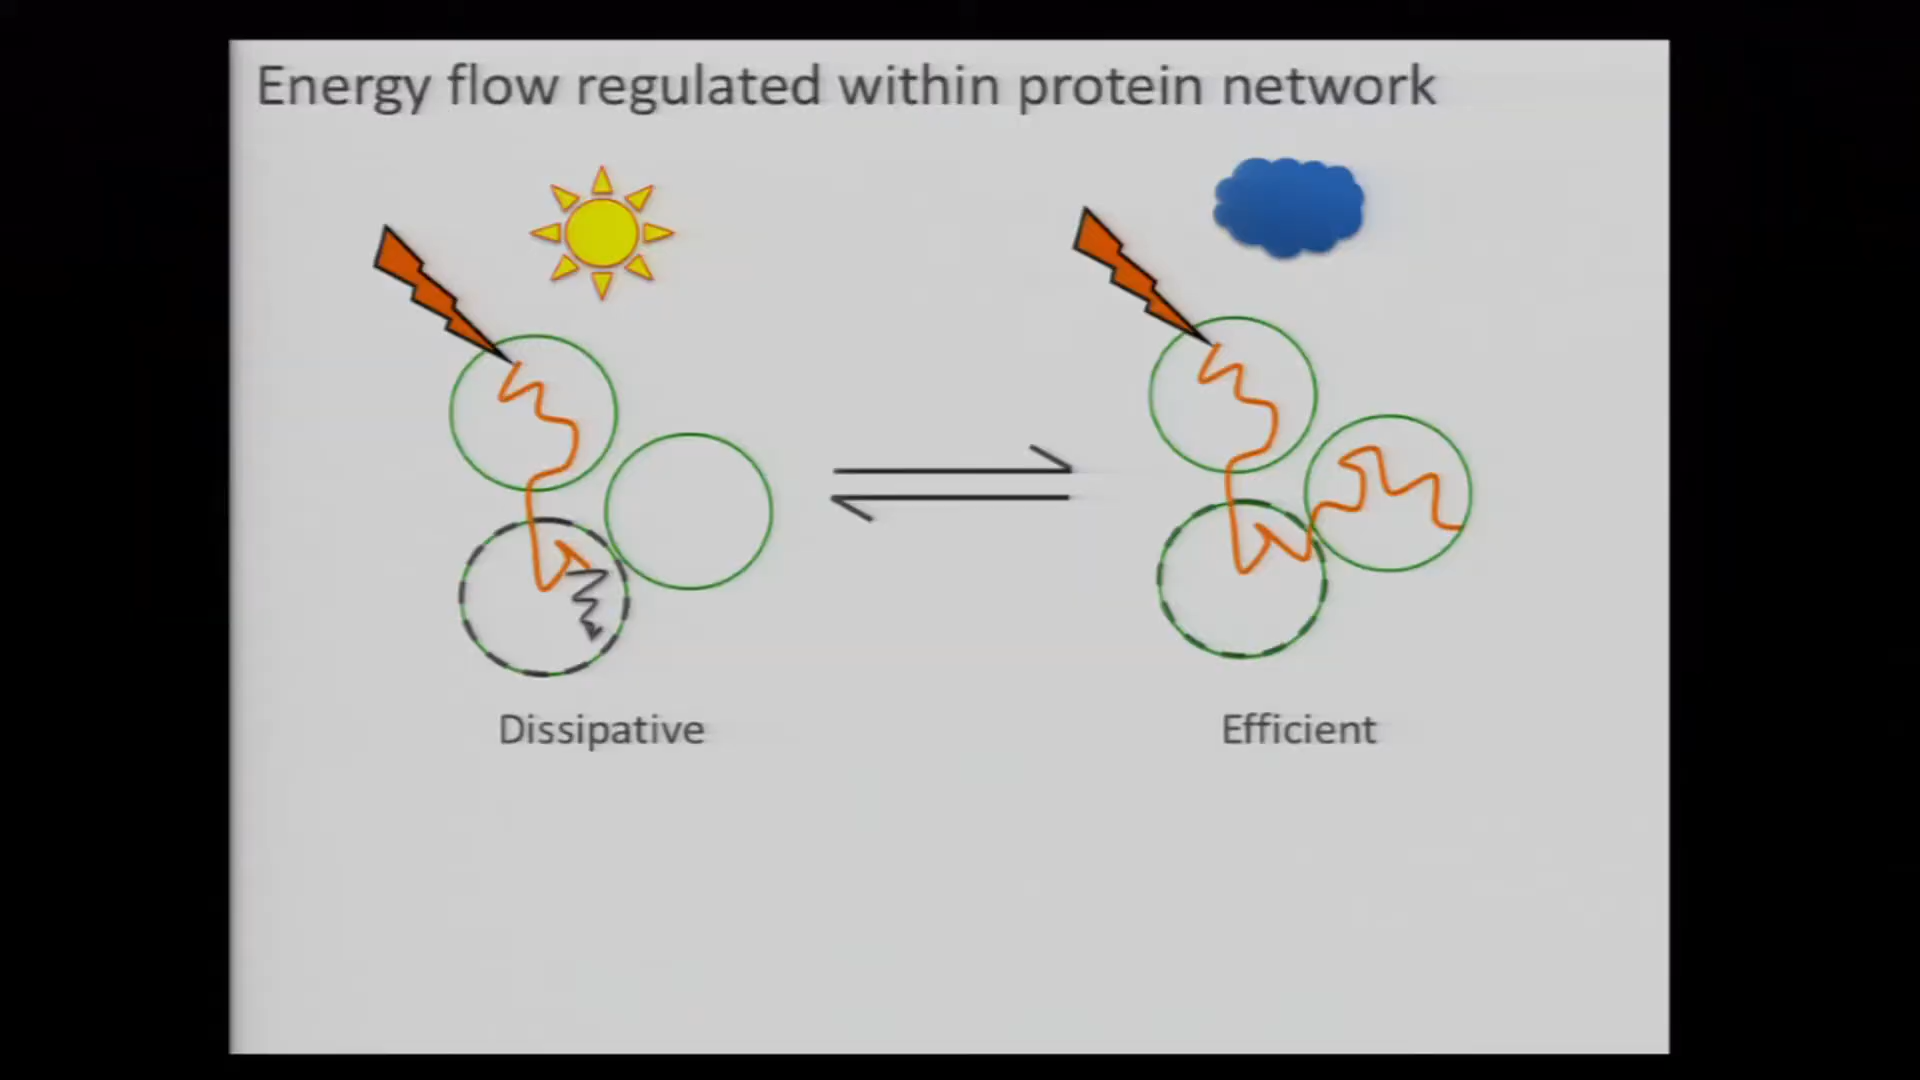 Energy flow regulated within protein network
Dissipative
Efficient